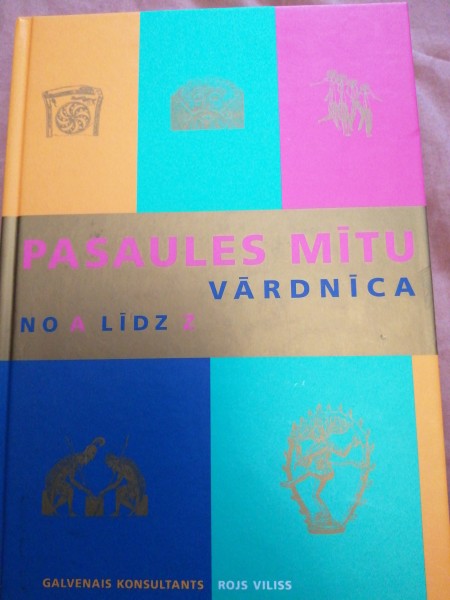 PASAULES MĪTU
VĀRDNĪCA
NO A LĪDZ Z
GALVENAIS KONSULTANTS ROJS VILISS